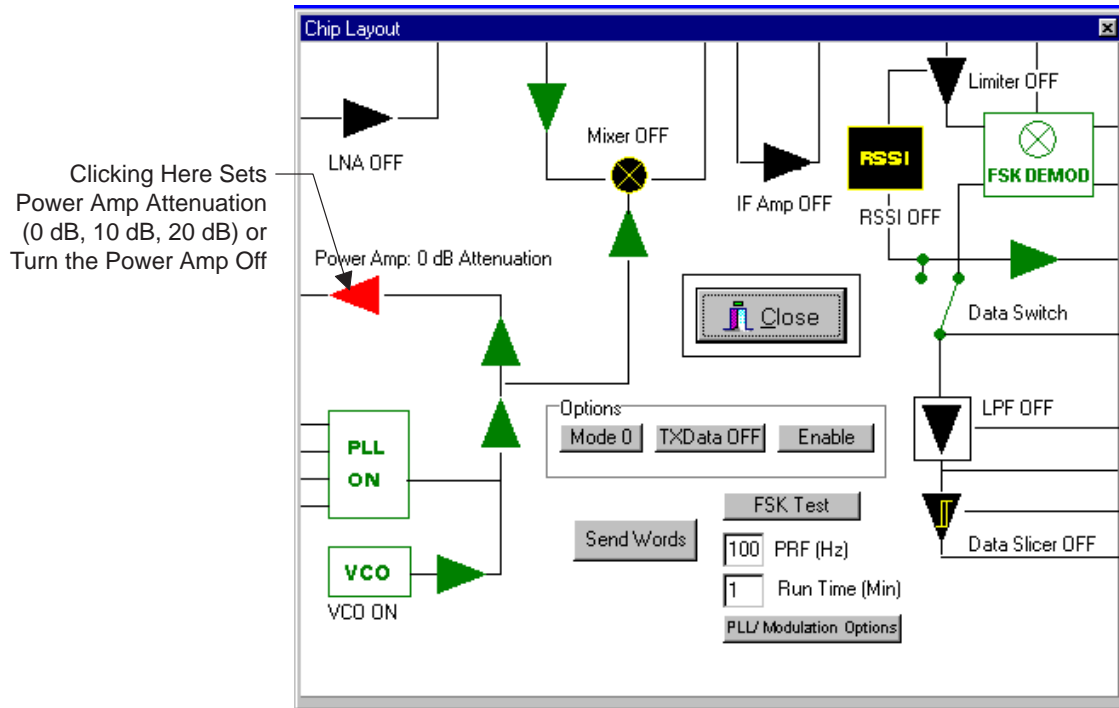 Chip Layout
LNA OFF
Mixer OFF
IF Amp OFF
Limiter OFF
RSSI
RSSI OFF
FSK DEMOD
Clicking Here Sets
Power Amp Attenuation
(0 dB, 10 dB, 20 dB) or
Turn the Power Amp Off
Power Amp: 0 dB Attenuation
Close
Data Switch
PLL
ON
Options
Mode 0
TXData OFF
Enable
LPF OFF
FSK Test
Send Words
100
PRF (Hz)
1
Run Time (Min)
PLL/ Modulation Options
Data Slicer OFF
VCO
VCO ON